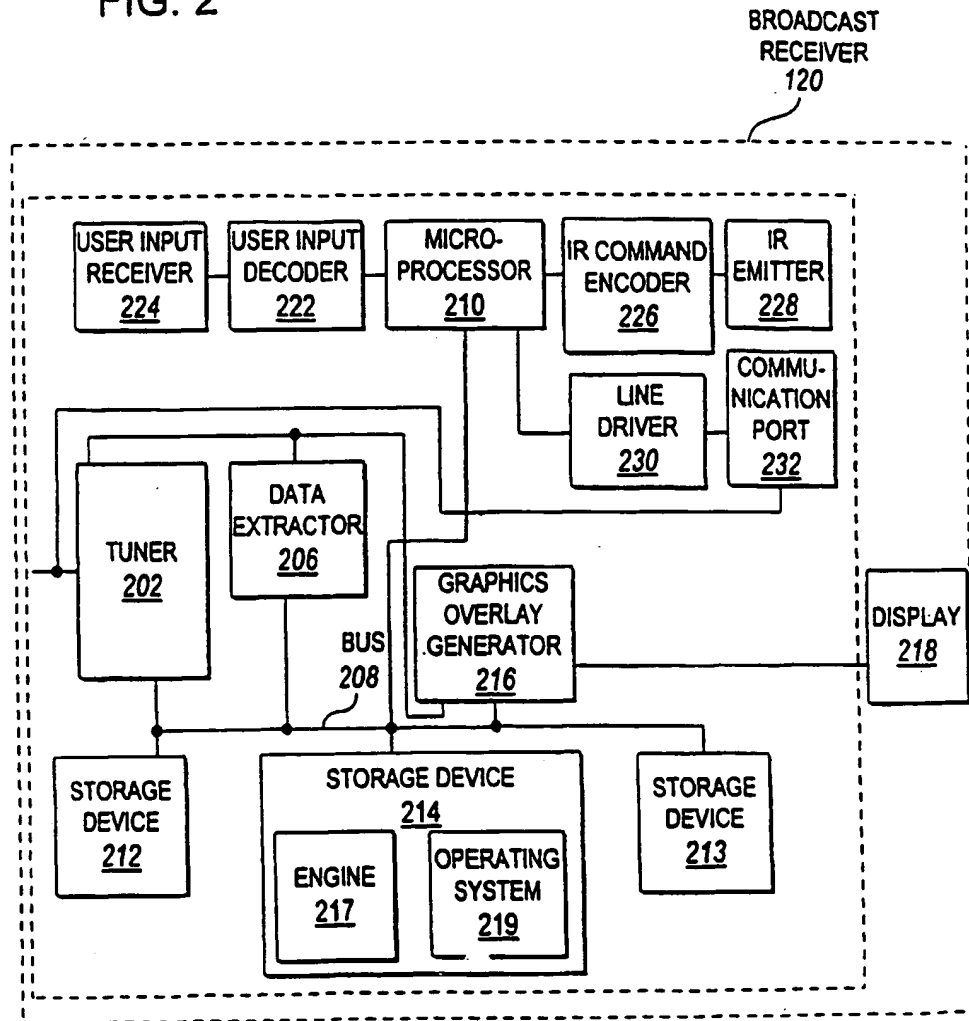 FIG. 2
BROADCAST
RECEIVER
120
USER INPUT
RECEIVER
224
USER INPUT
DECODER
222
MICRO-
PROCESSOR
210
IR COMMAND
ENCODER
226
IR
EMITTER
228
LINE
DRIVER
230
COMMU-
NICATION
PORT
232
TUNER
202
DATA
EXTRACTOR
206
GRAPHICS
OVERLAY
GENERATOR
216
DISPLAY
218
BUS
208
STORAGE
DEVICE
212
STORAGE DEVICE
214
ENGINE
217
OPERATING
SYSTEM
219
STORAGE
DEVICE
213